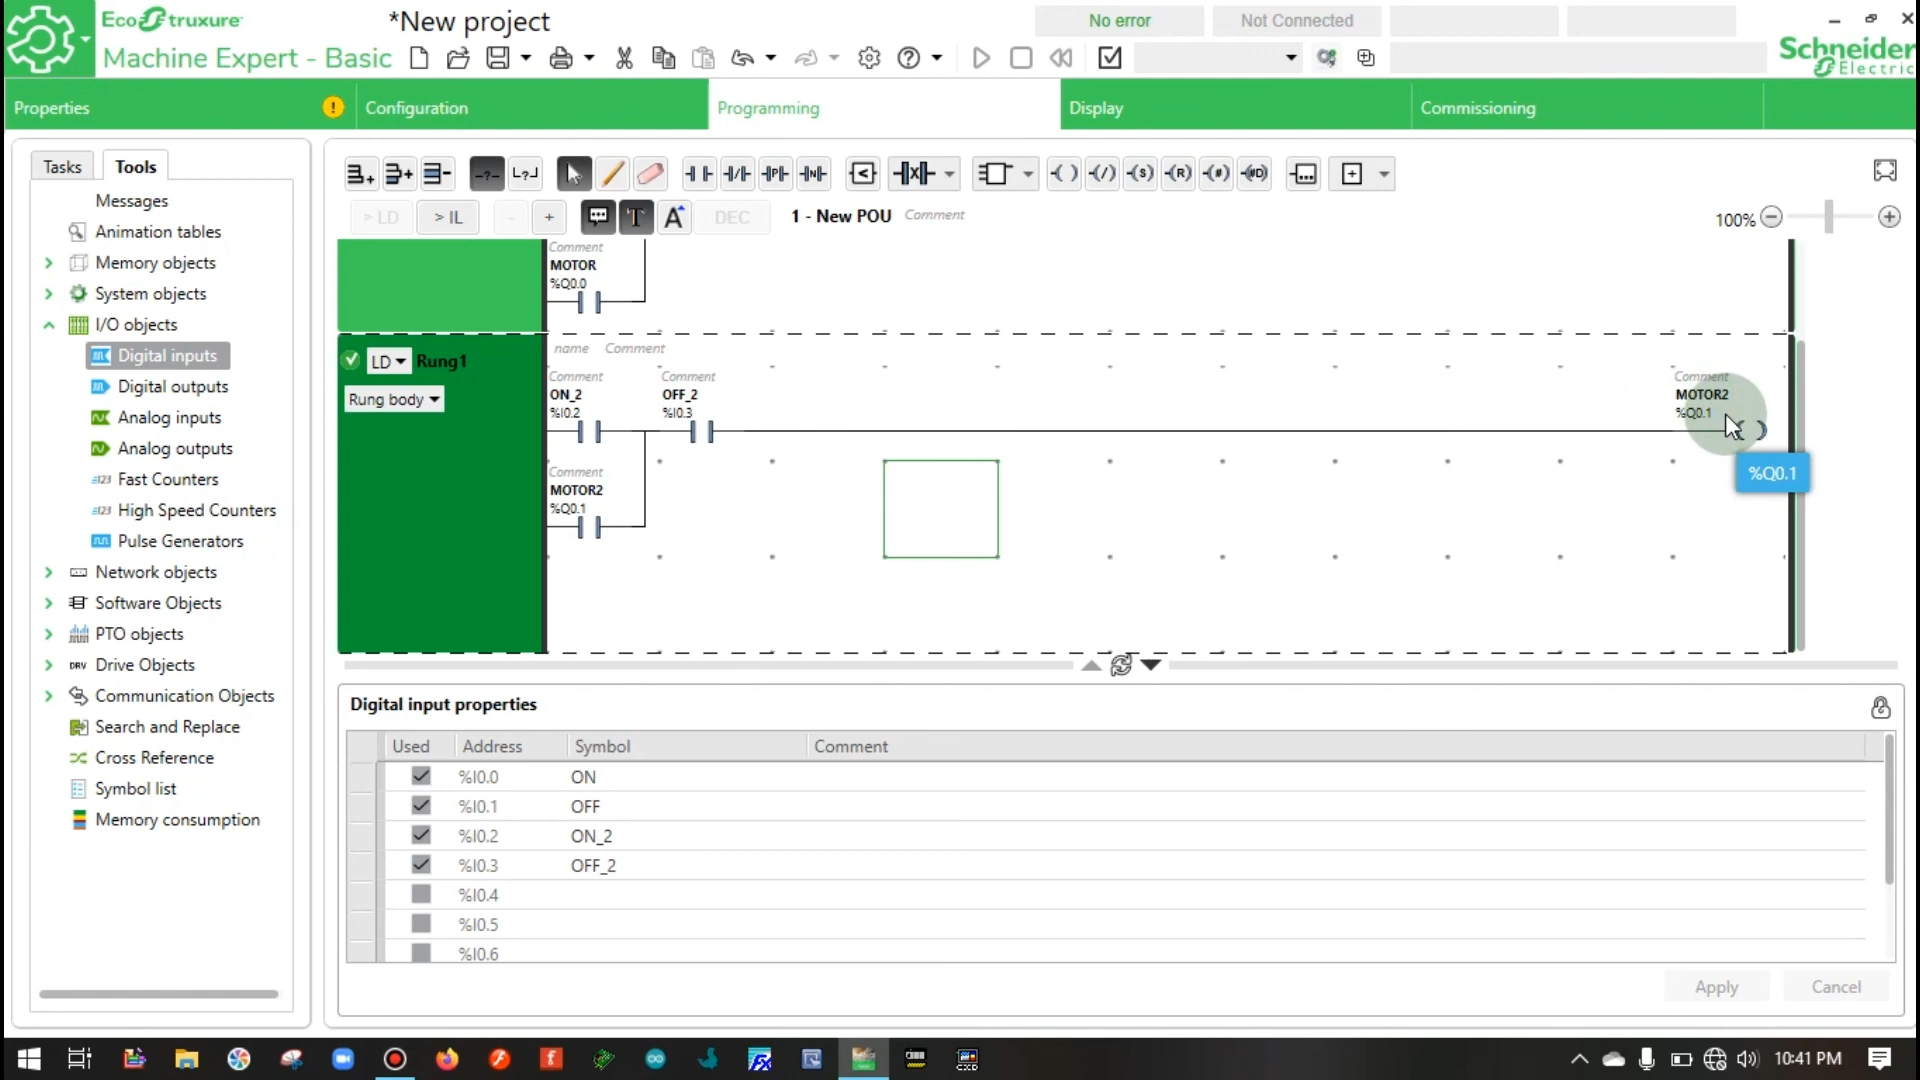 EcoStruxure
Machine Expert - Basic
*New project
No error
Not Connected
Schneider
Electric
Properties
Configuration
Programming
Display
Commissioning
Tasks
Tools
Messages
Animation tables
Memory objects
System objects
I/O objects
Digital inputs
Digital outputs
Analog inputs
Analog outputs
Fast Counters
High Speed Counters
Pulse Generators
Network objects
Software Objects
PTO objects
DRV Drive Objects
Communication Objects
Search and Replace
Cross Reference
Symbol list
Memory consumption
> LD
> IL
-
+
T
A
DEC
1 - New POU
Comment
100%
Comment
MOTOR
%Q0.0
LD
Rung1
Rung body
name Comment
Comment
ON_2
%I0.2
Comment
OFF_2
%I0.3
Comment
MOTOR2
%Q0.1
%Q0.1
Comment
MOTOR2
%Q0.1
Digital input properties
Used Address Symbol Comment
%I0.0 ON
%I0.1 OFF
%I0.2 ON_2
%I0.3 OFF_2
%I0.4
%I0.5
%I0.6
Apply
Cancel
10:41 PM